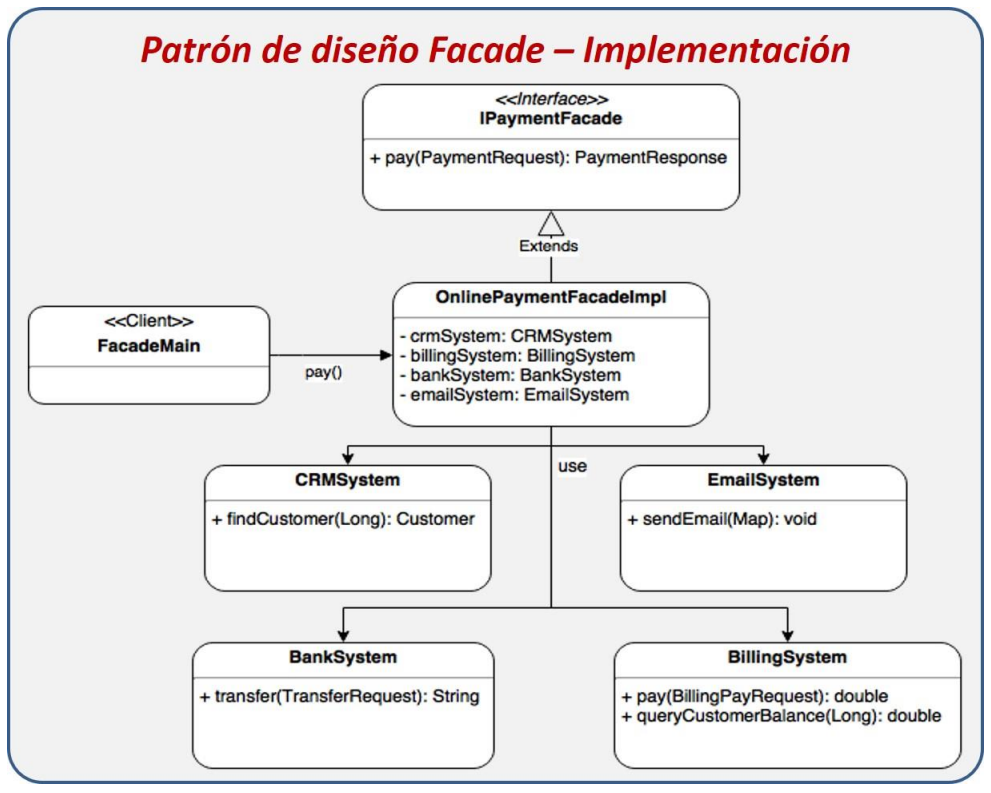 Patrón de diseño Facade – Implementación
<<Interface>>
IPaymentFacade
+ pay(PaymentRequest): PaymentResponse
Extends
OnlinePaymentFacadeImpl
- crmSystem: CRMSystem
- billingSystem: BillingSystem
- bankSystem: BankSystem
- emailSystem: EmailSystem
<<Client>>
FacadeMain
pay()
use
CRMSystem
+ findCustomer(Long): Customer
EmailSystem
+ sendEmail(Map): void
BankSystem
+ transfer(TransferRequest): String
BillingSystem
+ pay(BillingPayRequest): double
+ queryCustomerBalance(Long): double